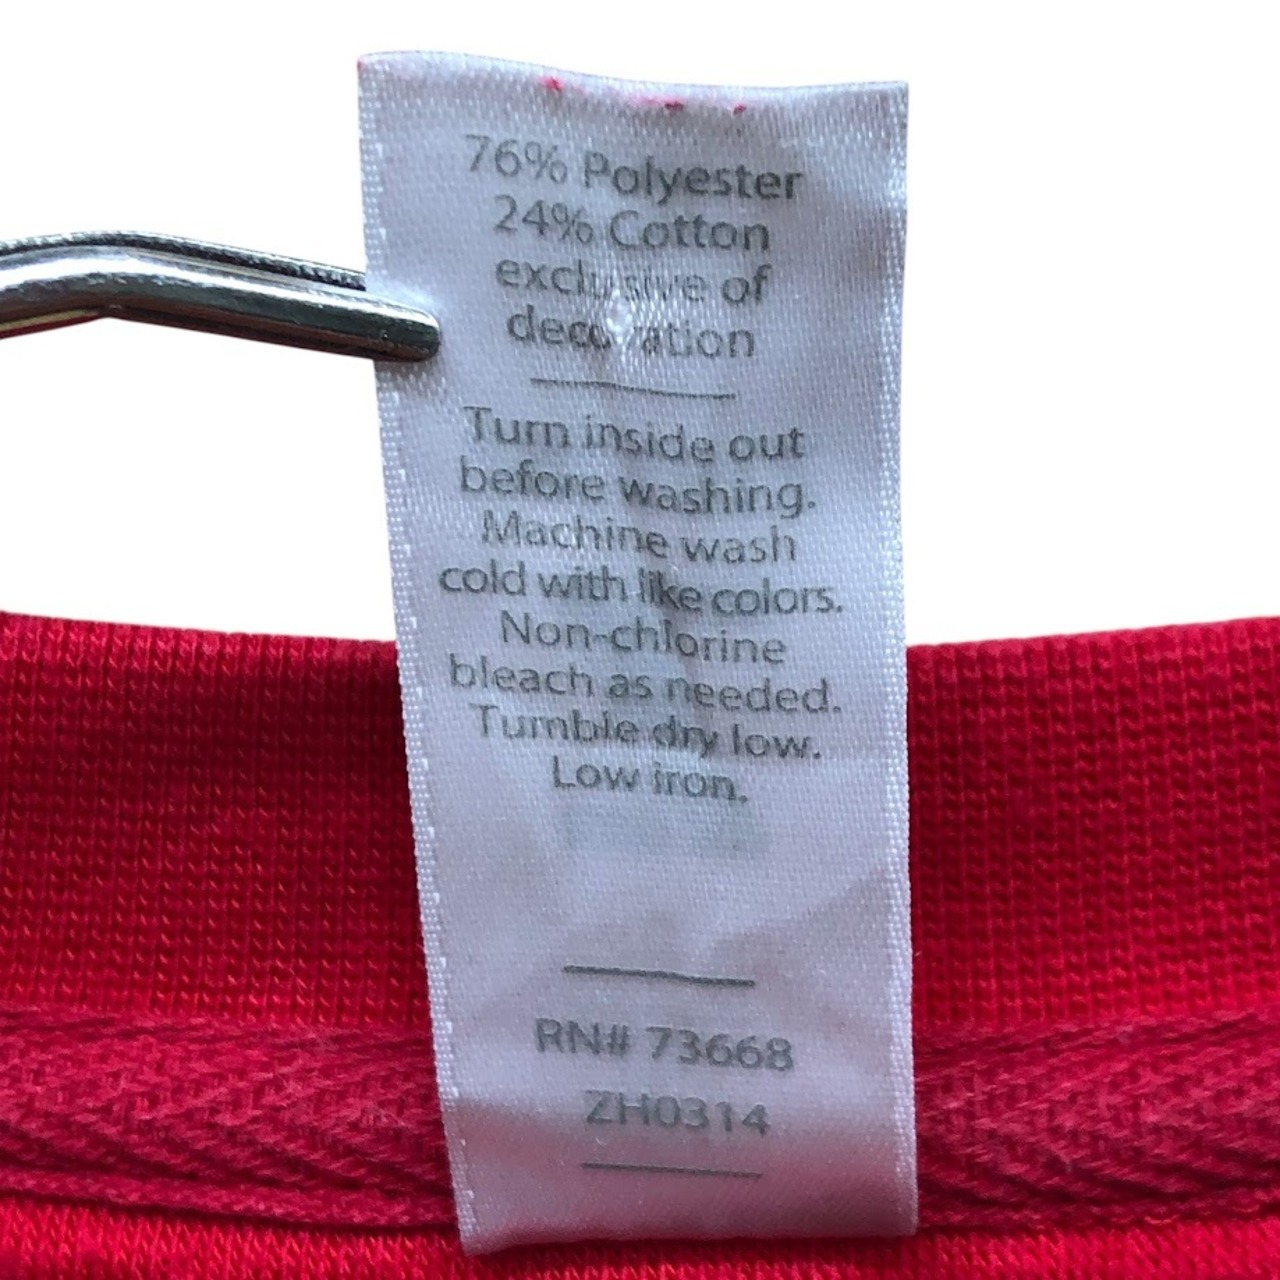 76% Polyester
24% Cotton
exclusive of
decoration
Turn inside out
before washing.
Machine wash
cold with like colors.
Non-chlorine
bleach as needed.
Tumble dry low.
Low iron.
RN# 73668
ZH0314